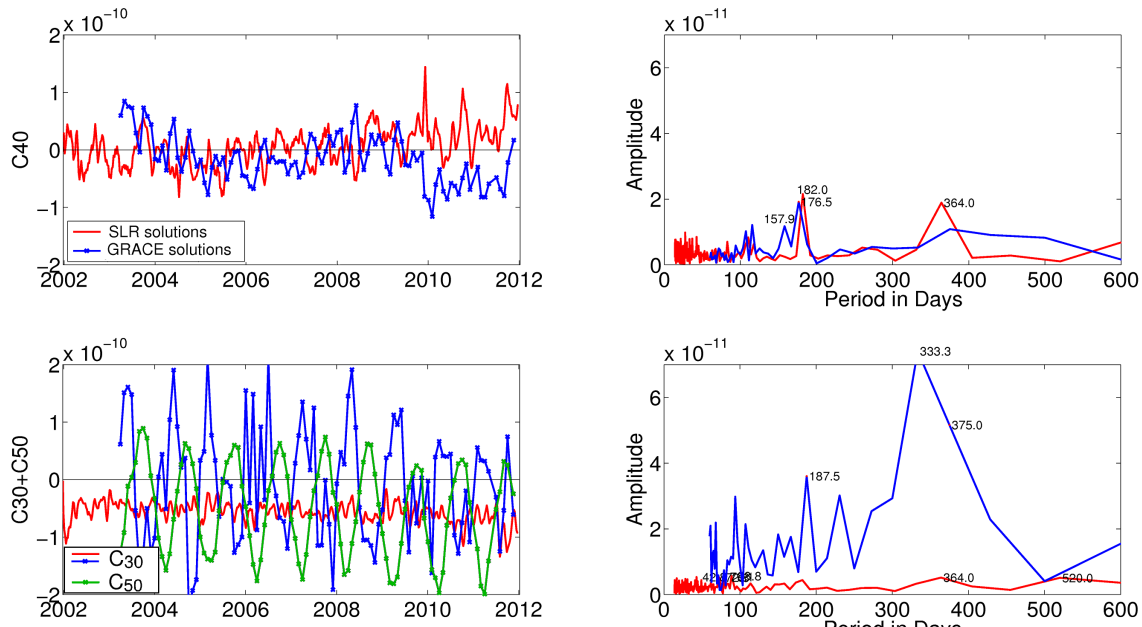 x 10⁻¹⁰
2
1
0
−1
−2
C40
SLR solutions
GRACE solutions
2002 2004 2006 2008 2010 2012
x 10⁻¹¹
6
4
2
0
Amplitude
182.0
176.5
157.9
364.0
0 100 200 300 400 500 600
Period in Days
x 10⁻¹⁰
2
1
0
−1
−2
C30+C50
C30
C50
2002 2004 2006 2008 2010 2012
x 10⁻¹¹
6
4
2
0
Amplitude
333.3
375.0
187.5
364.0
520.0
0 100 200 300 400 500 600
Period in Days